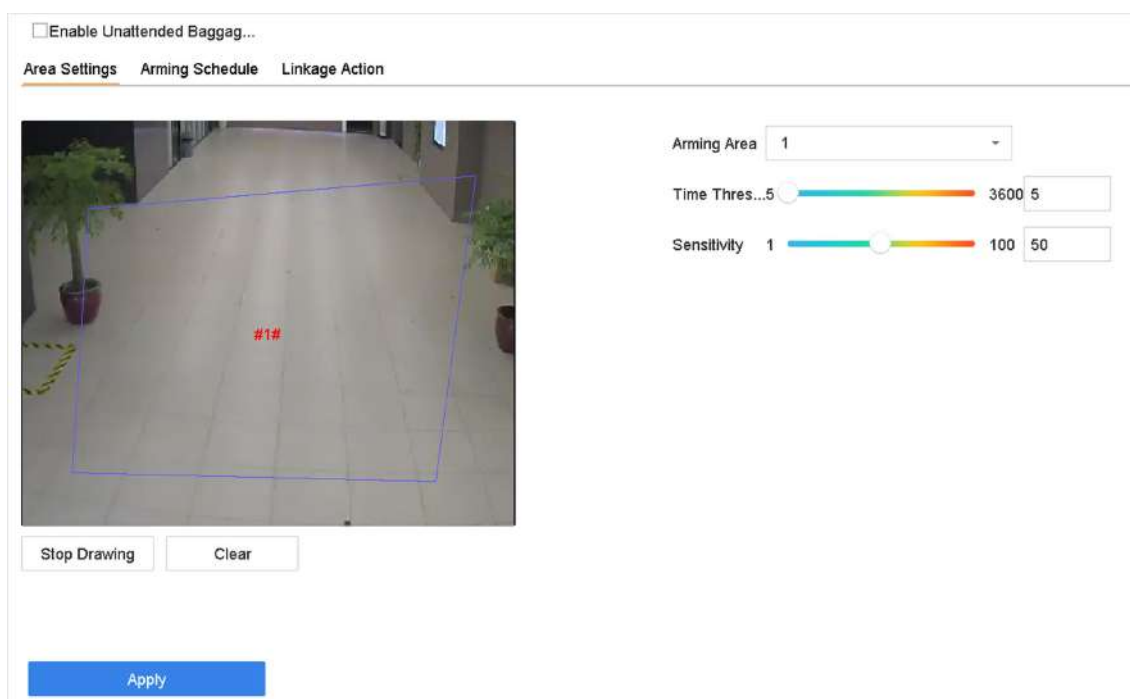 Enable Unattended Baggag...
Area Settings Arming Schedule Linkage Action
Arming Area 1
Time Thres...5 3600 5
Sensitivity 1 100 50
#1#
Stop Drawing Clear
Apply